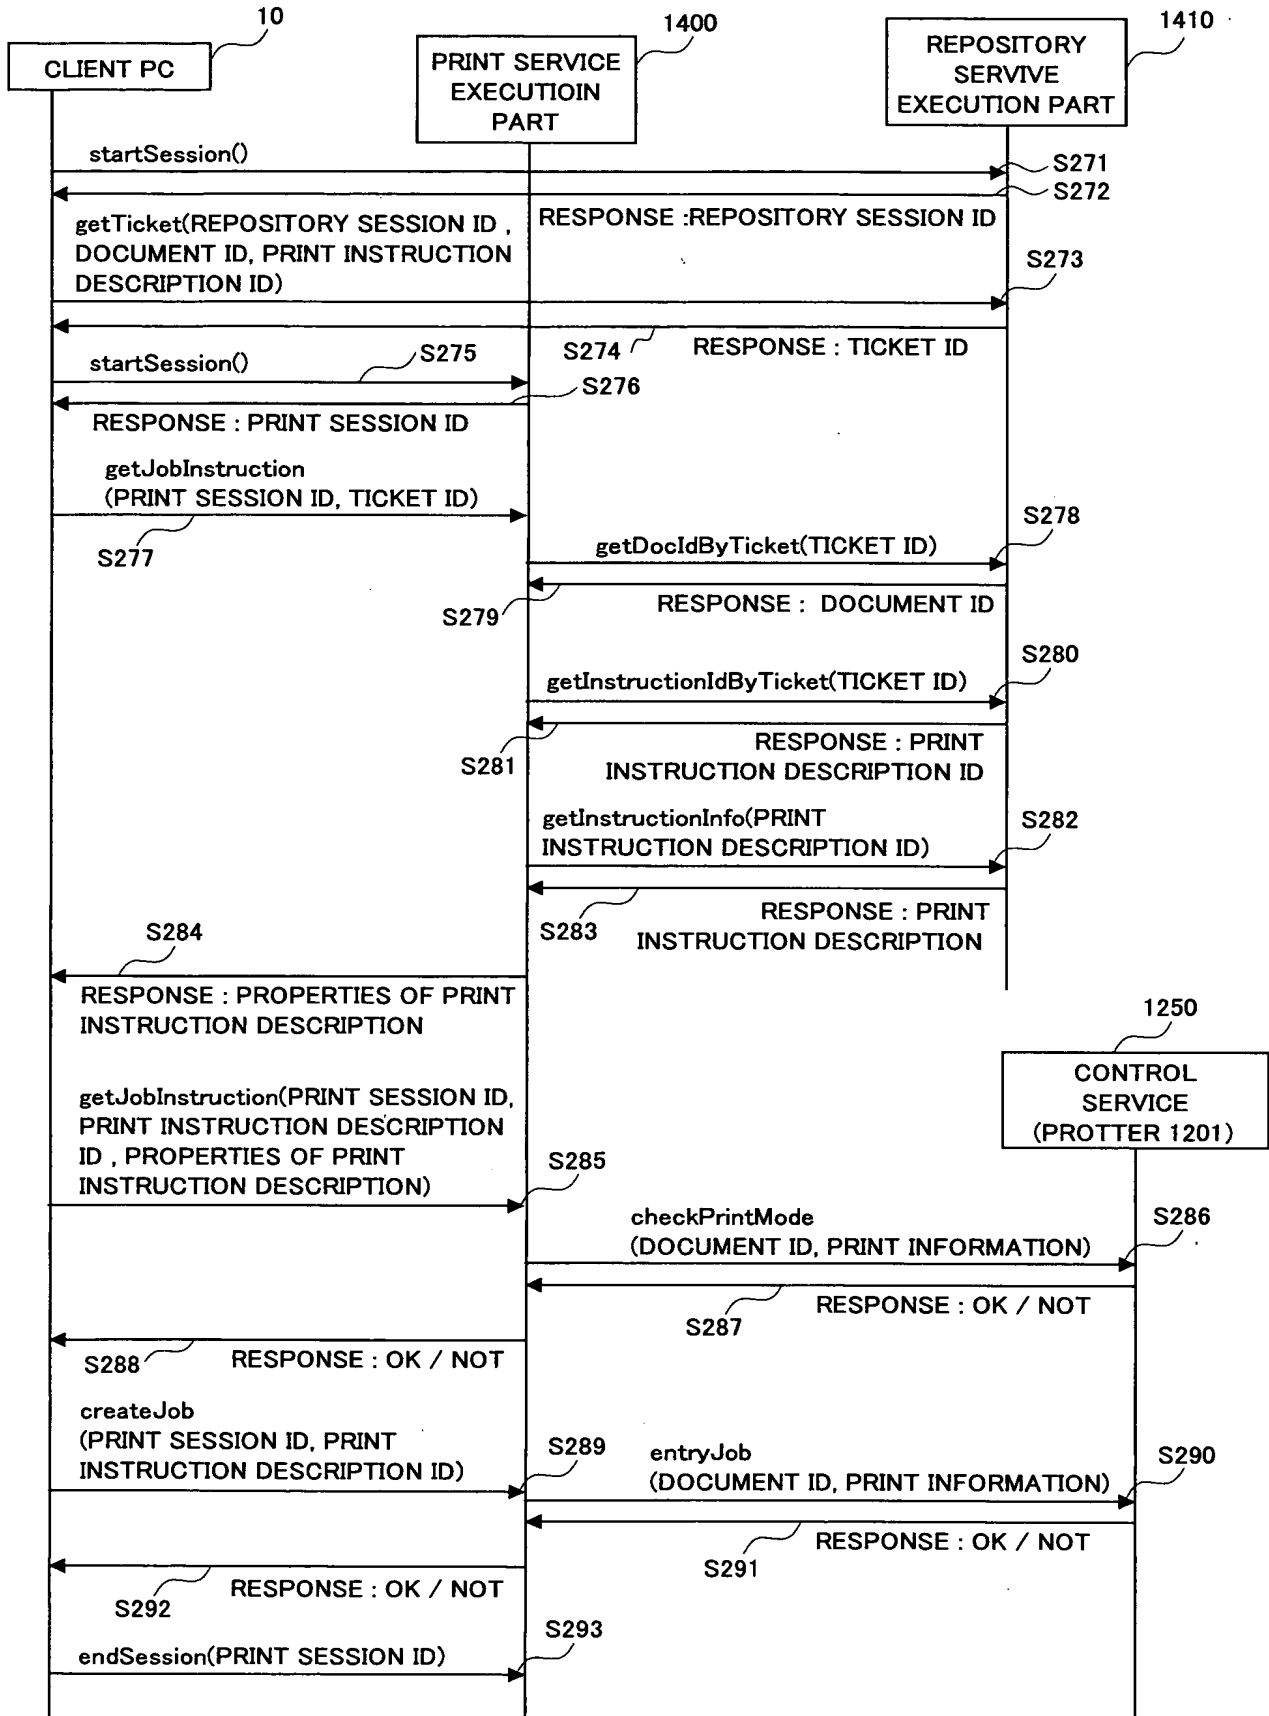 10
1400
1410
CLIENT PC
PRINT SERVICE
EXECUTIOIN
PART
REPOSITORY
SERVIVE
EXECUTION PART
startSession()
S271
S272
RESPONSE :REPOSITORY SESSION ID
getTicket(REPOSITORY SESSION ID ,
DOCUMENT ID, PRINT INSTRUCTION
DESCRIPTION ID)
S273
S274
RESPONSE : TICKET ID
startSession()
S275
S276
RESPONSE : PRINT SESSION ID
getJobInstruction
(PRINT SESSION ID, TICKET ID)
S277
S278
getDocIdByTicket(TICKET ID)
S279
RESPONSE : DOCUMENT ID
S280
getInstructionIdByTicket(TICKET ID)
S281
RESPONSE : PRINT
INSTRUCTION DESCRIPTION ID
getInstructionInfo(PRINT
INSTRUCTION DESCRIPTION ID)
S282
S283
RESPONSE : PRINT
INSTRUCTION DESCRIPTION
S284
RESPONSE : PROPERTIES OF PRINT
INSTRUCTION DESCRIPTION
1250
CONTROL
SERVICE
(PROTTER 1201)
getJobInstruction(PRINT SESSION ID,
PRINT INSTRUCTION DESCRIPTION
ID , PROPERTIES OF PRINT
INSTRUCTION DESCRIPTION)
S285
checkPrintMode
(DOCUMENT ID, PRINT INFORMATION)
S286
S287
RESPONSE : OK / NOT
S288
RESPONSE : OK / NOT
createJob
(PRINT SESSION ID, PRINT
INSTRUCTION DESCRIPTION ID)
S289
entryJob
(DOCUMENT ID, PRINT INFORMATION)
S290
S291
RESPONSE : OK / NOT
S292
RESPONSE : OK / NOT
S293
endSession(PRINT SESSION ID)